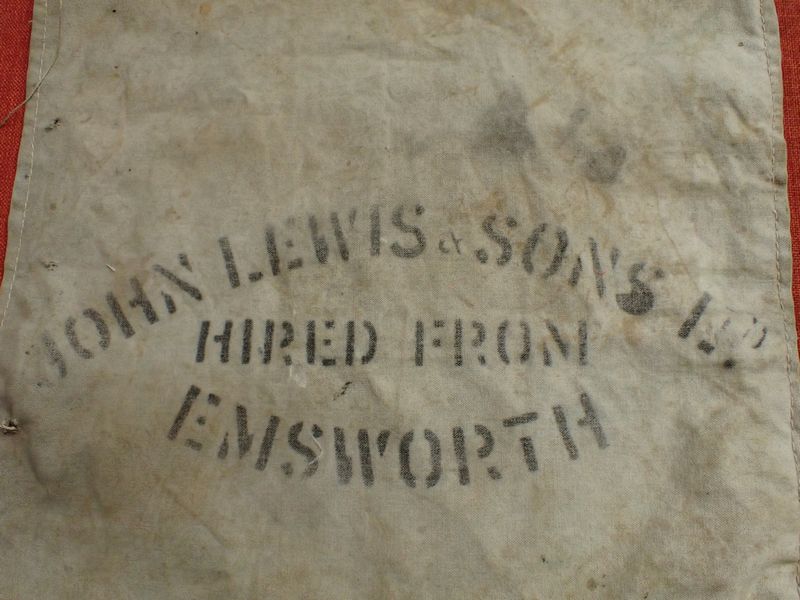 JOHN LEWIS & SONS LTD
HIRED FROM
EMSWORTH